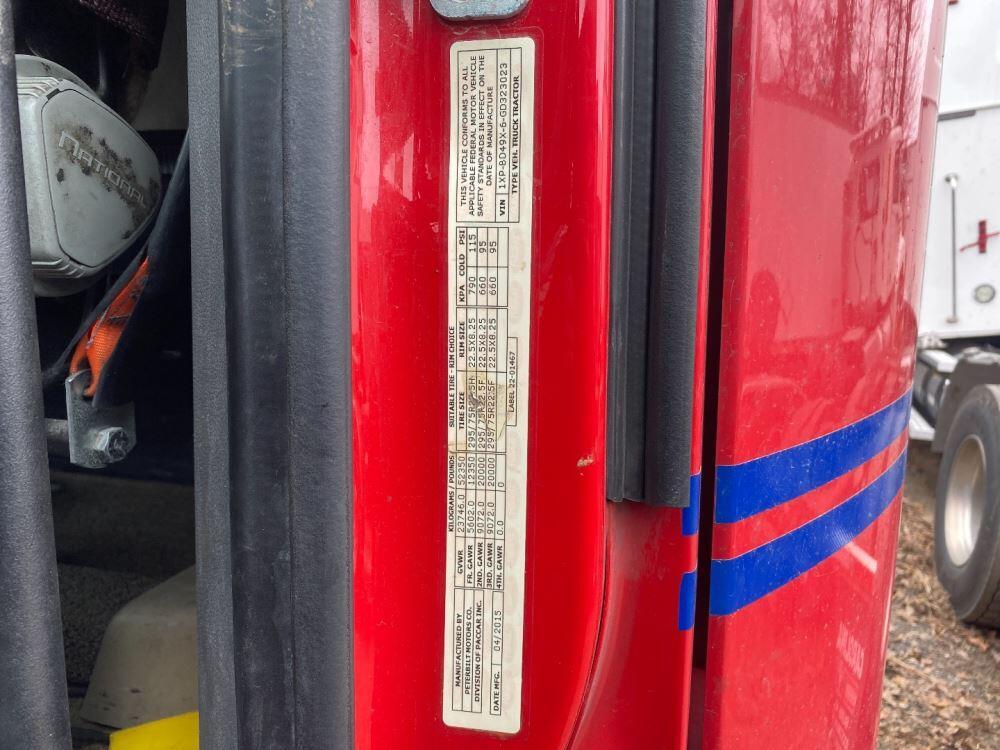 NATIONAL
MANUFACTURED BY
PETERBILT MOTORS CO.
DIVISION OF PACCAR INC.
DATE MFG. 04/2015
KILOGRAMS / POUNDS
GVWR 23746.0 52350
FR. GAWR 5602.0 12350
2ND. GAWR 9072.0 20000
3RD. GAWR 9072.0 20000
4TH. GAWR 0.0 0
SUITABLE TIRE - RIM CHOICE
TIRE SIZE RIM SIZE KPA COLD PSI
295/75R22.5H 22.5X8.25 790 115
295/75R22.5F 22.5X8.25 660 95
295/75R22.5F 22.5X8.25 660 95
LABEL 22-01467
THIS VEHICLE CONFORMS TO ALL
APPLICABLE FEDERAL MOTOR VEHICLE
SAFETY STANDARDS IN EFFECT ON THE
DATE OF MANUFACTURE
VIN 1XP-BD49X-6-GD323023
TYPE VEH. TRUCK TRACTOR